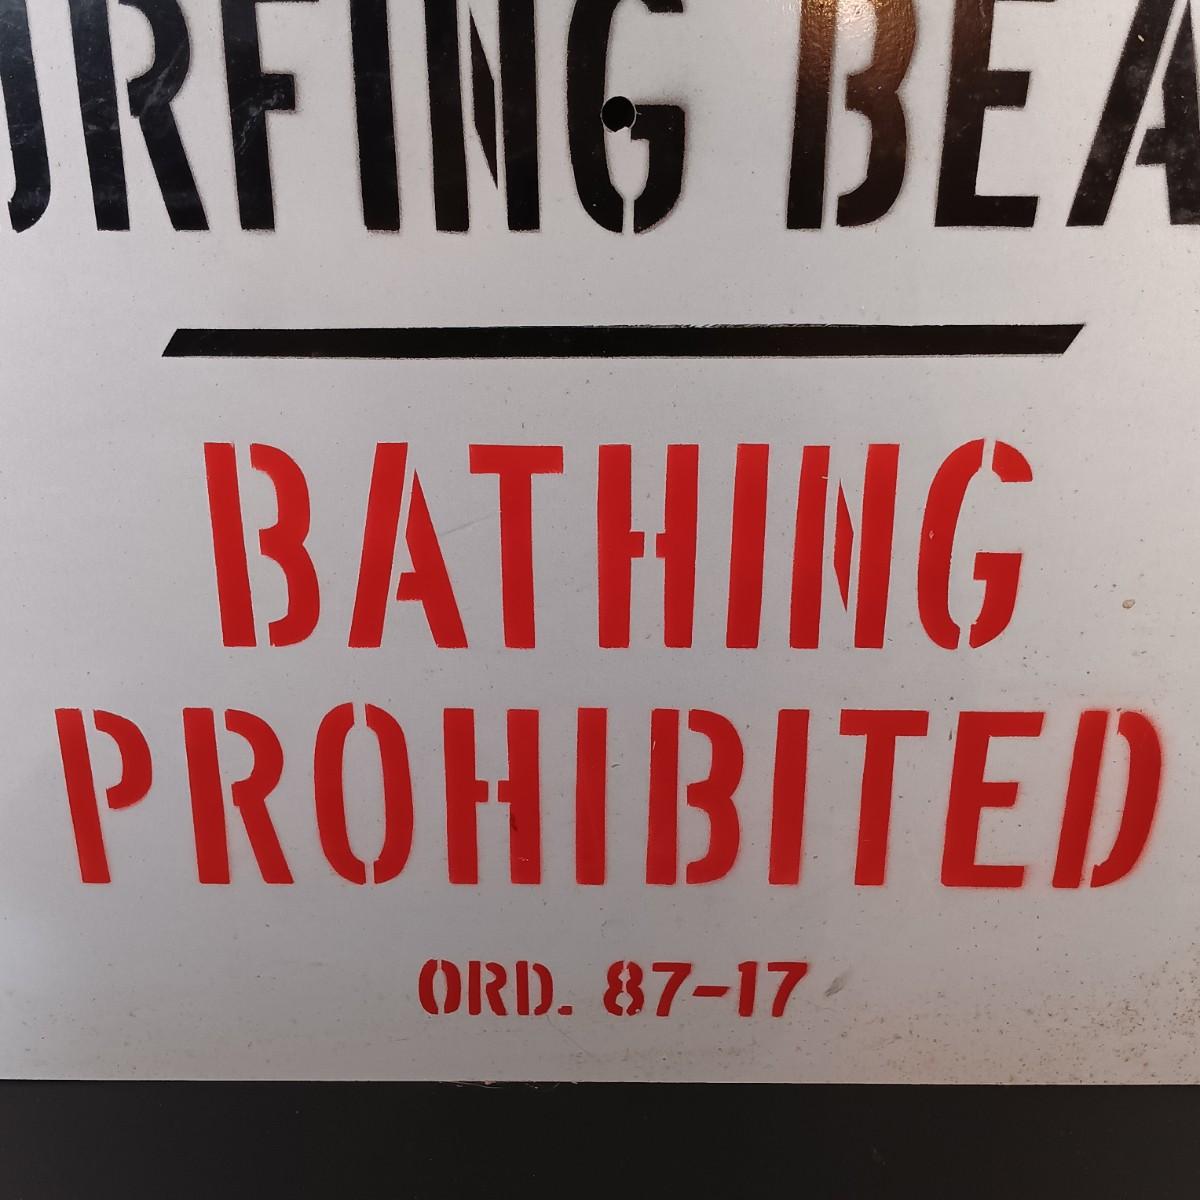 URFING BEA
BATHING
PROHIBITED
ORD. 87-17